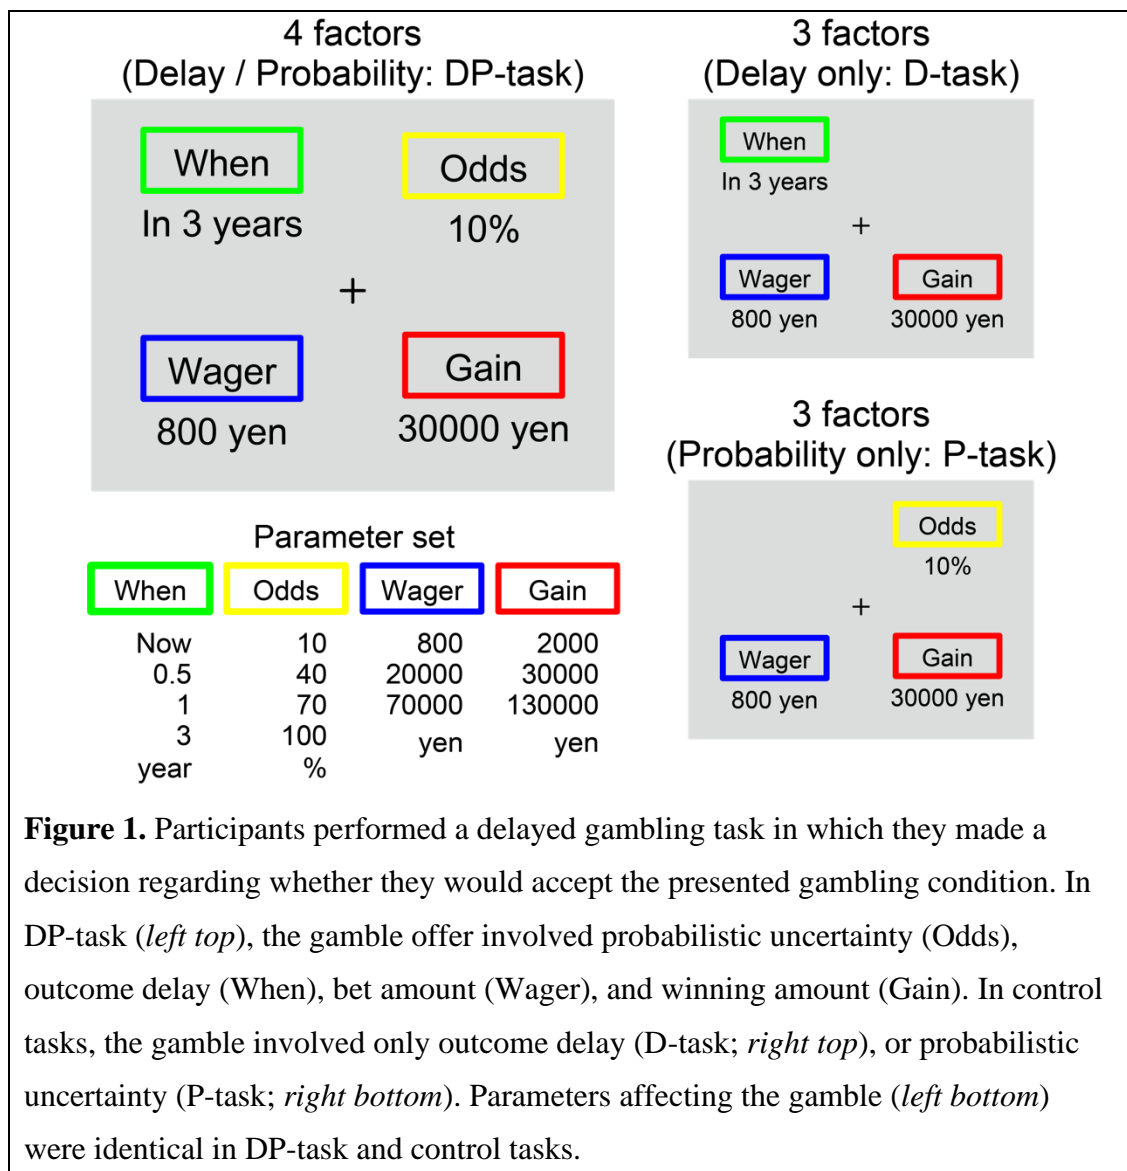 4 factors
(Delay / Probability: DP-task)
When
Odds
In 3 years
10%
+
Wager
Gain
800 yen
30000 yen
3 factors
(Delay only: D-task)
When
In 3 years
+
Wager
Gain
800 yen
30000 yen
3 factors
(Probability only: P-task)
Odds
10%
+
Wager
Gain
800 yen
30000 yen
Parameter set
When Odds Wager Gain
Now 10 800 2000
0.5 40 20000 30000
1 70 70000 130000
3 100 yen yen
year %
Figure 1. Participants performed a delayed gambling task in which they made a
decision regarding whether they would accept the presented gambling condition. In
DP-task (left top), the gamble offer involved probabilistic uncertainty (Odds),
outcome delay (When), bet amount (Wager), and winning amount (Gain). In control
tasks, the gamble involved only outcome delay (D-task; right top), or probabilistic
uncertainty (P-task; right bottom). Parameters affecting the gamble (left bottom)
were identical in DP-task and control tasks.